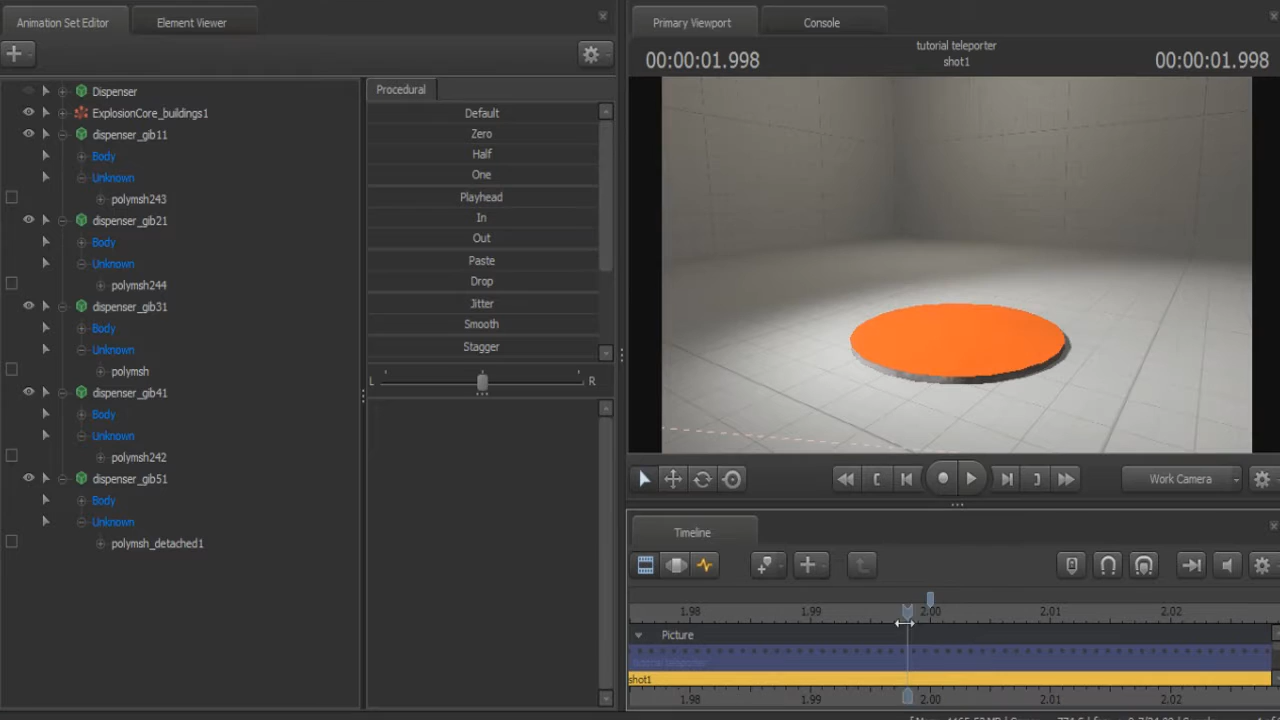 Animation Set Editor
Element Viewer
Dispenser
ExplosionCore_buildings1
dispenser_gib11
Body
Unknown
polymsh243
dispenser_gib21
Body
Unknown
polymsh244
dispenser_gib31
Body
Unknown
polymsh
dispenser_gib41
Body
Unknown
polymsh242
dispenser_gib51
Body
Unknown
polymsh_detached1
Procedural
Default
Zero
Half
One
Playhead
In
Out
Paste
Drop
Jitter
Smooth
Stagger
L
R
Primary Viewport
Console
00:00:01.998
tutorial teleporter
shot1
00:00:01.998
Work Camera
Timeline
1.98
1.99
2.00
2.01
2.02
Picture
tutorial teleporter
shot1
1.98
1.99
2.00
2.01
2.02